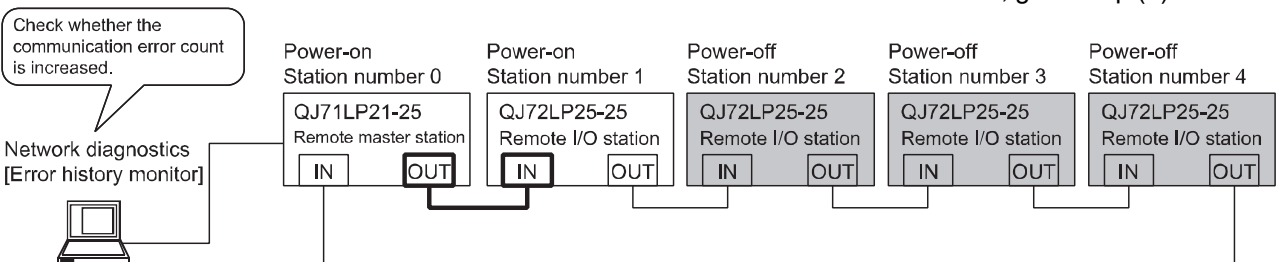 Check whether the
communication error count
is increased.
Network diagnostics
[Error history monitor]
Power-on
Station number 0
QJ71LP21-25
Remote master station
IN OUT
Power-on
Station number 1
QJ72LP25-25
Remote I/O station
IN OUT
Power-off
Station number 2
QJ72LP25-25
Remote I/O station
IN OUT
Power-off
Station number 3
QJ72LP25-25
Remote I/O station
IN OUT
Power-off
Station number 4
QJ72LP25-25
Remote I/O station
IN OUT